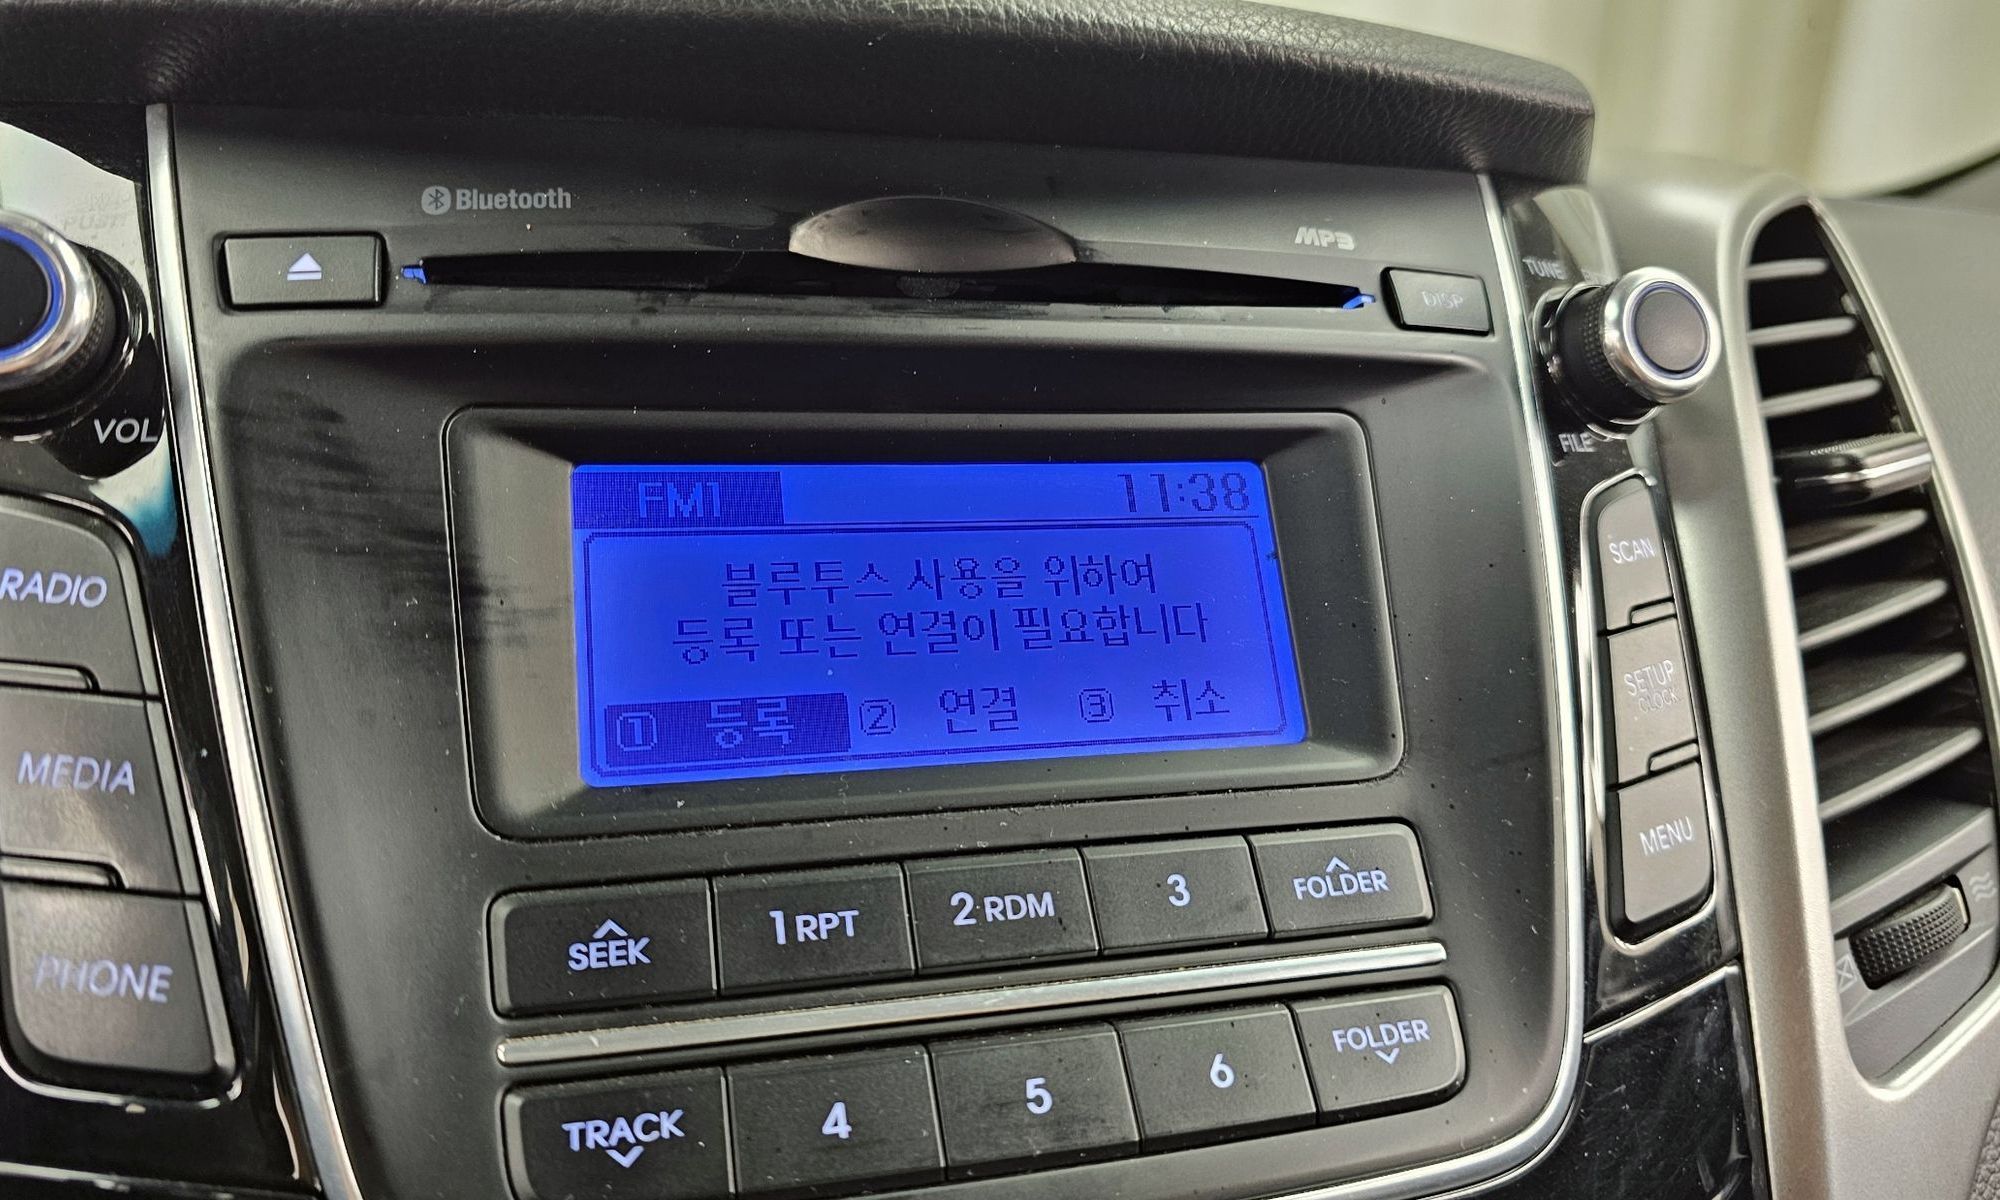 Bluetooth
MP3
DISP
TUNE
VOL
FILE
FM1 11:38
블루투스 사용을 위하여
등록 또는 연결이 필요합니다
① 등록 ② 연결 ③ 취소
RADIO
MEDIA
PHONE
SCAN
SETUP
CLOCK
MENU
SEEK
1 RPT
2 RDM
3
FOLDER
TRACK
4
5
6
FOLDER